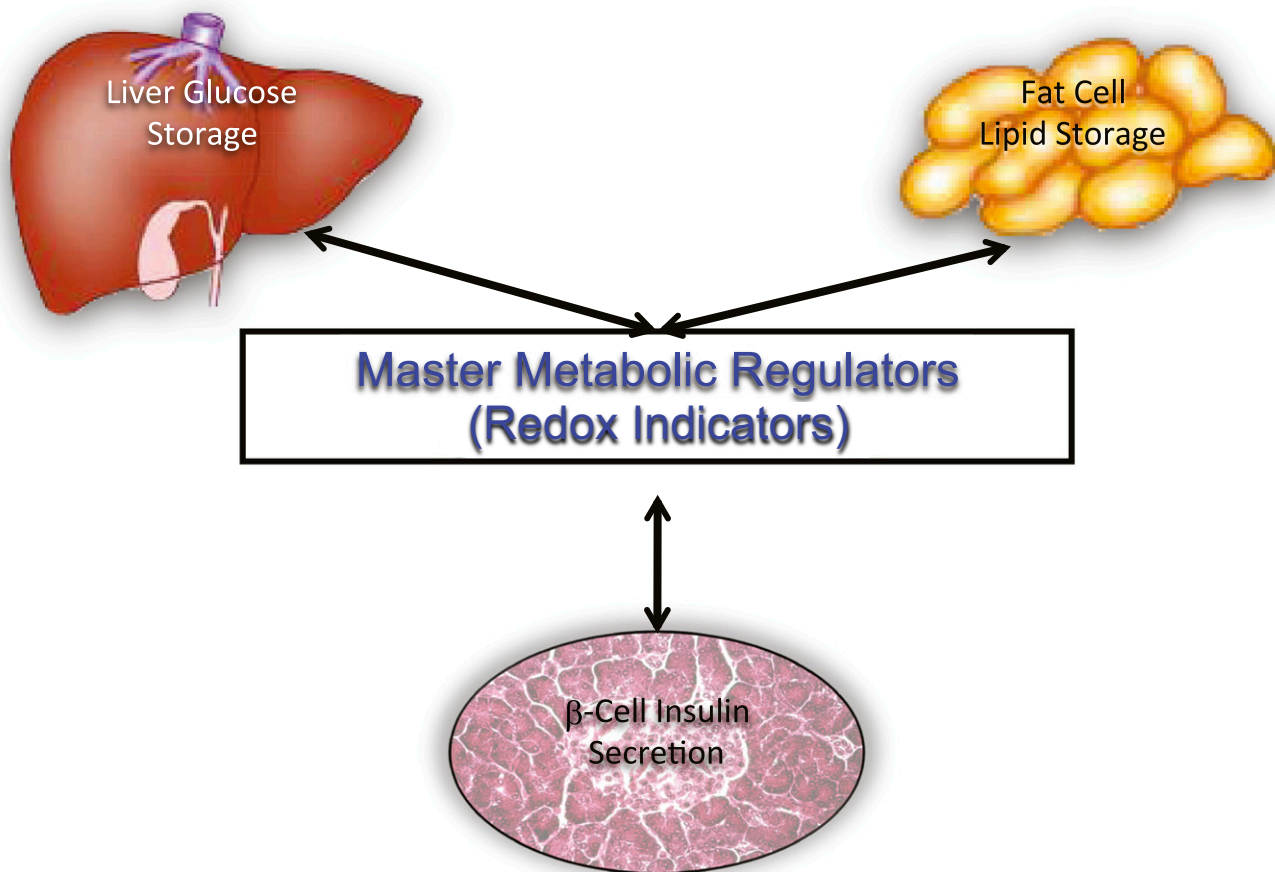 Liver Glucose
Storage
Fat Cell
Lipid Storage
Master Metabolic Regulators
(Redox Indicators)
β-Cell Insulin
Secretion